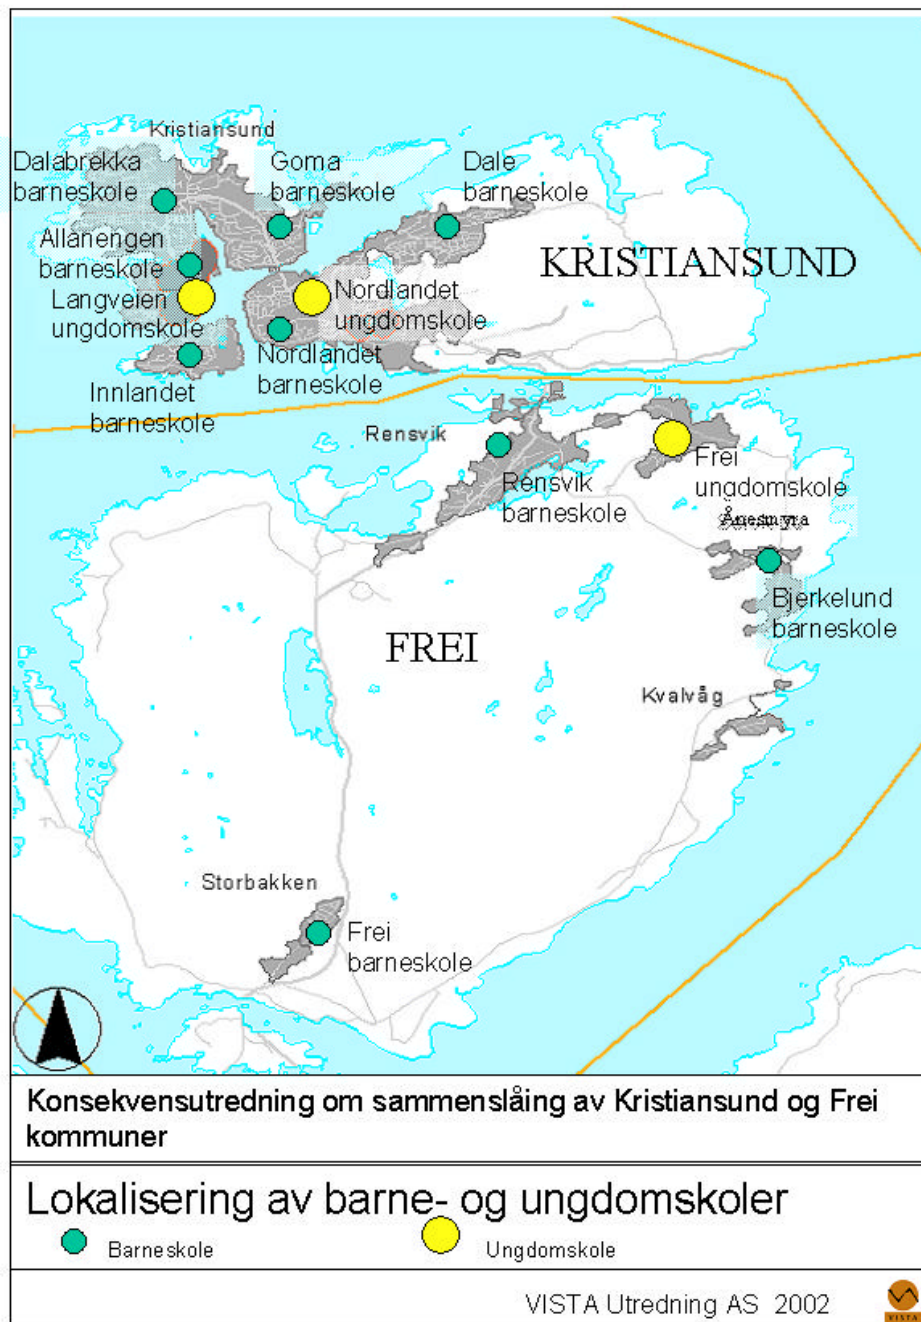 Kristiansund
Dalabrekka
barneskole
Goma
barneskole
Dale
barneskole
Allanengen
barneskole
Langveien
ungdomskole
KRISTIANSUND
Nordlandet
ungdomskole
Nordlandet
barneskole
Innlandet
barneskole
Rensvik
Rensvik
barneskole
Frei
ungdomskole
Ånesmyra
Bjerkelund
barneskole
FREI
Kvalvåg
Storbakken
Frei
barneskole
Konsekvensutredning om sammenslåing av Kristiansund og Frei
kommuner
Lokalisering av barne- og ungdomskoler
Barneskole
Ungdomskole
VISTA Utredning AS 2002
VISTA